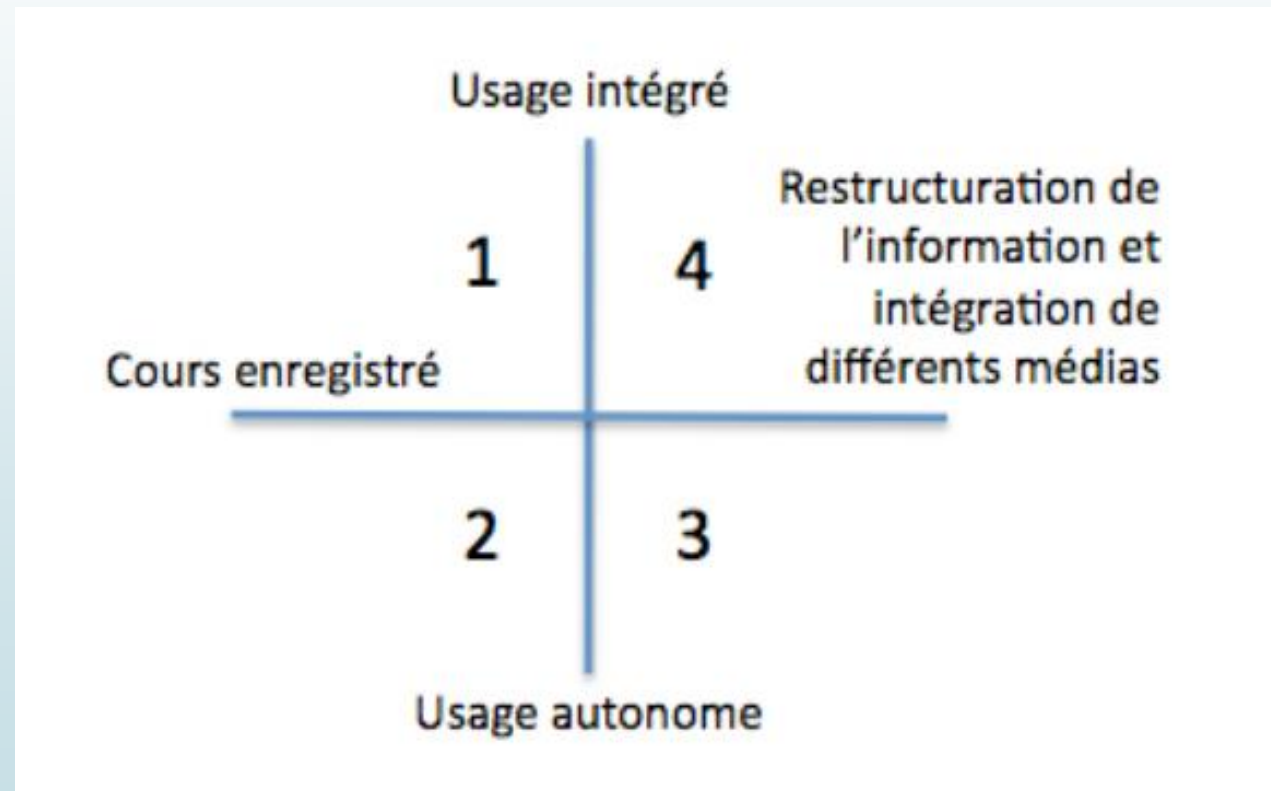 Usage intégré
Restructuration de
l'information et
intégration de
différents médias
1
4
Cours enregistré
2
3
Usage autonome